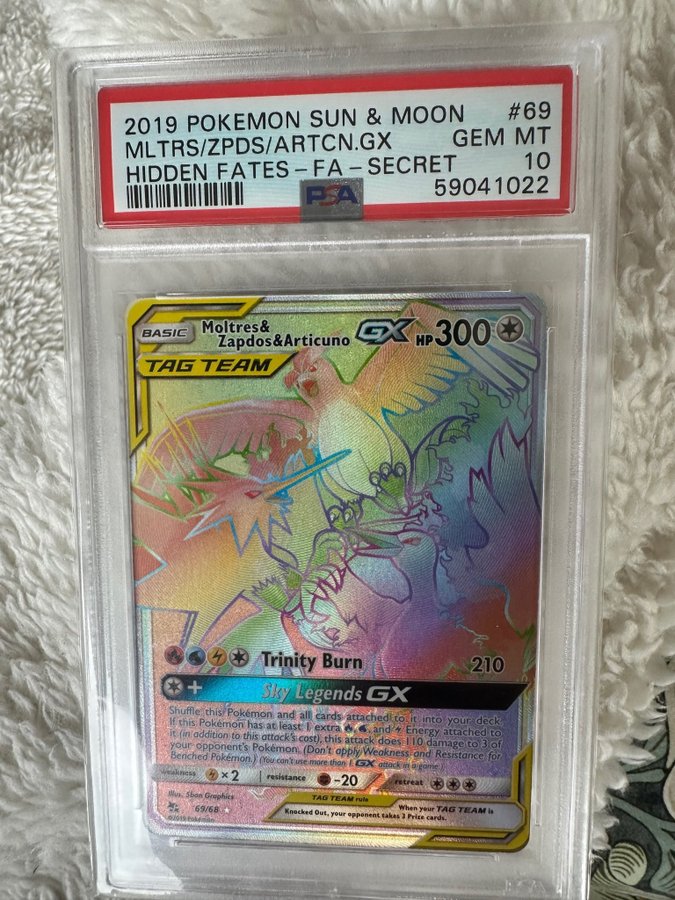 2019 POKEMON SUN & MOON #69
MLTRS/ZPDS/ARTCN.GX GEM MT
HIDDEN FATES-FA-SECRET 10
59041022
PSA
BASIC Moltres&
Zapdos&Articuno GX HP300
TAG TEAM
Trinity Burn 210
+ Sky Legends GX
Shuffle this Pokémon and all cards attached to it into your deck.
If this Pokémon has at least 1 extra , , and Energy attached to
it (in addition to this attack's cost), this attack does 110 damage to 3 of
your opponent's Pokémon. (Don't apply Weakness and Resistance for
Benched Pokémon.) (You can't use more than 1 GX attack in a game.)
weakness ×2 resistance -20 retreat
Illus. 5ban Graphics
TAG TEAM rule
When your TAG TEAM is
Knocked Out, your opponent takes 3 Prize cards.
69/68
©2019 Pokémon